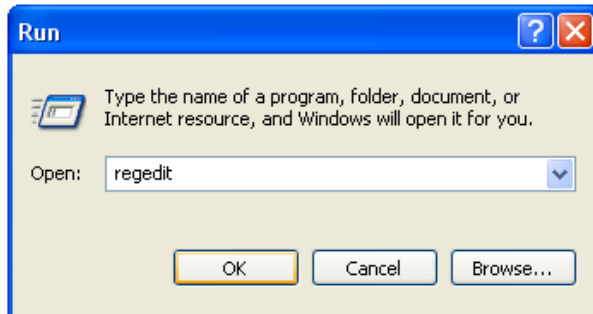 Run
Type the name of a program, folder, document, or
Internet resource, and Windows will open it for you.
Open: regedit
OK Cancel Browse...